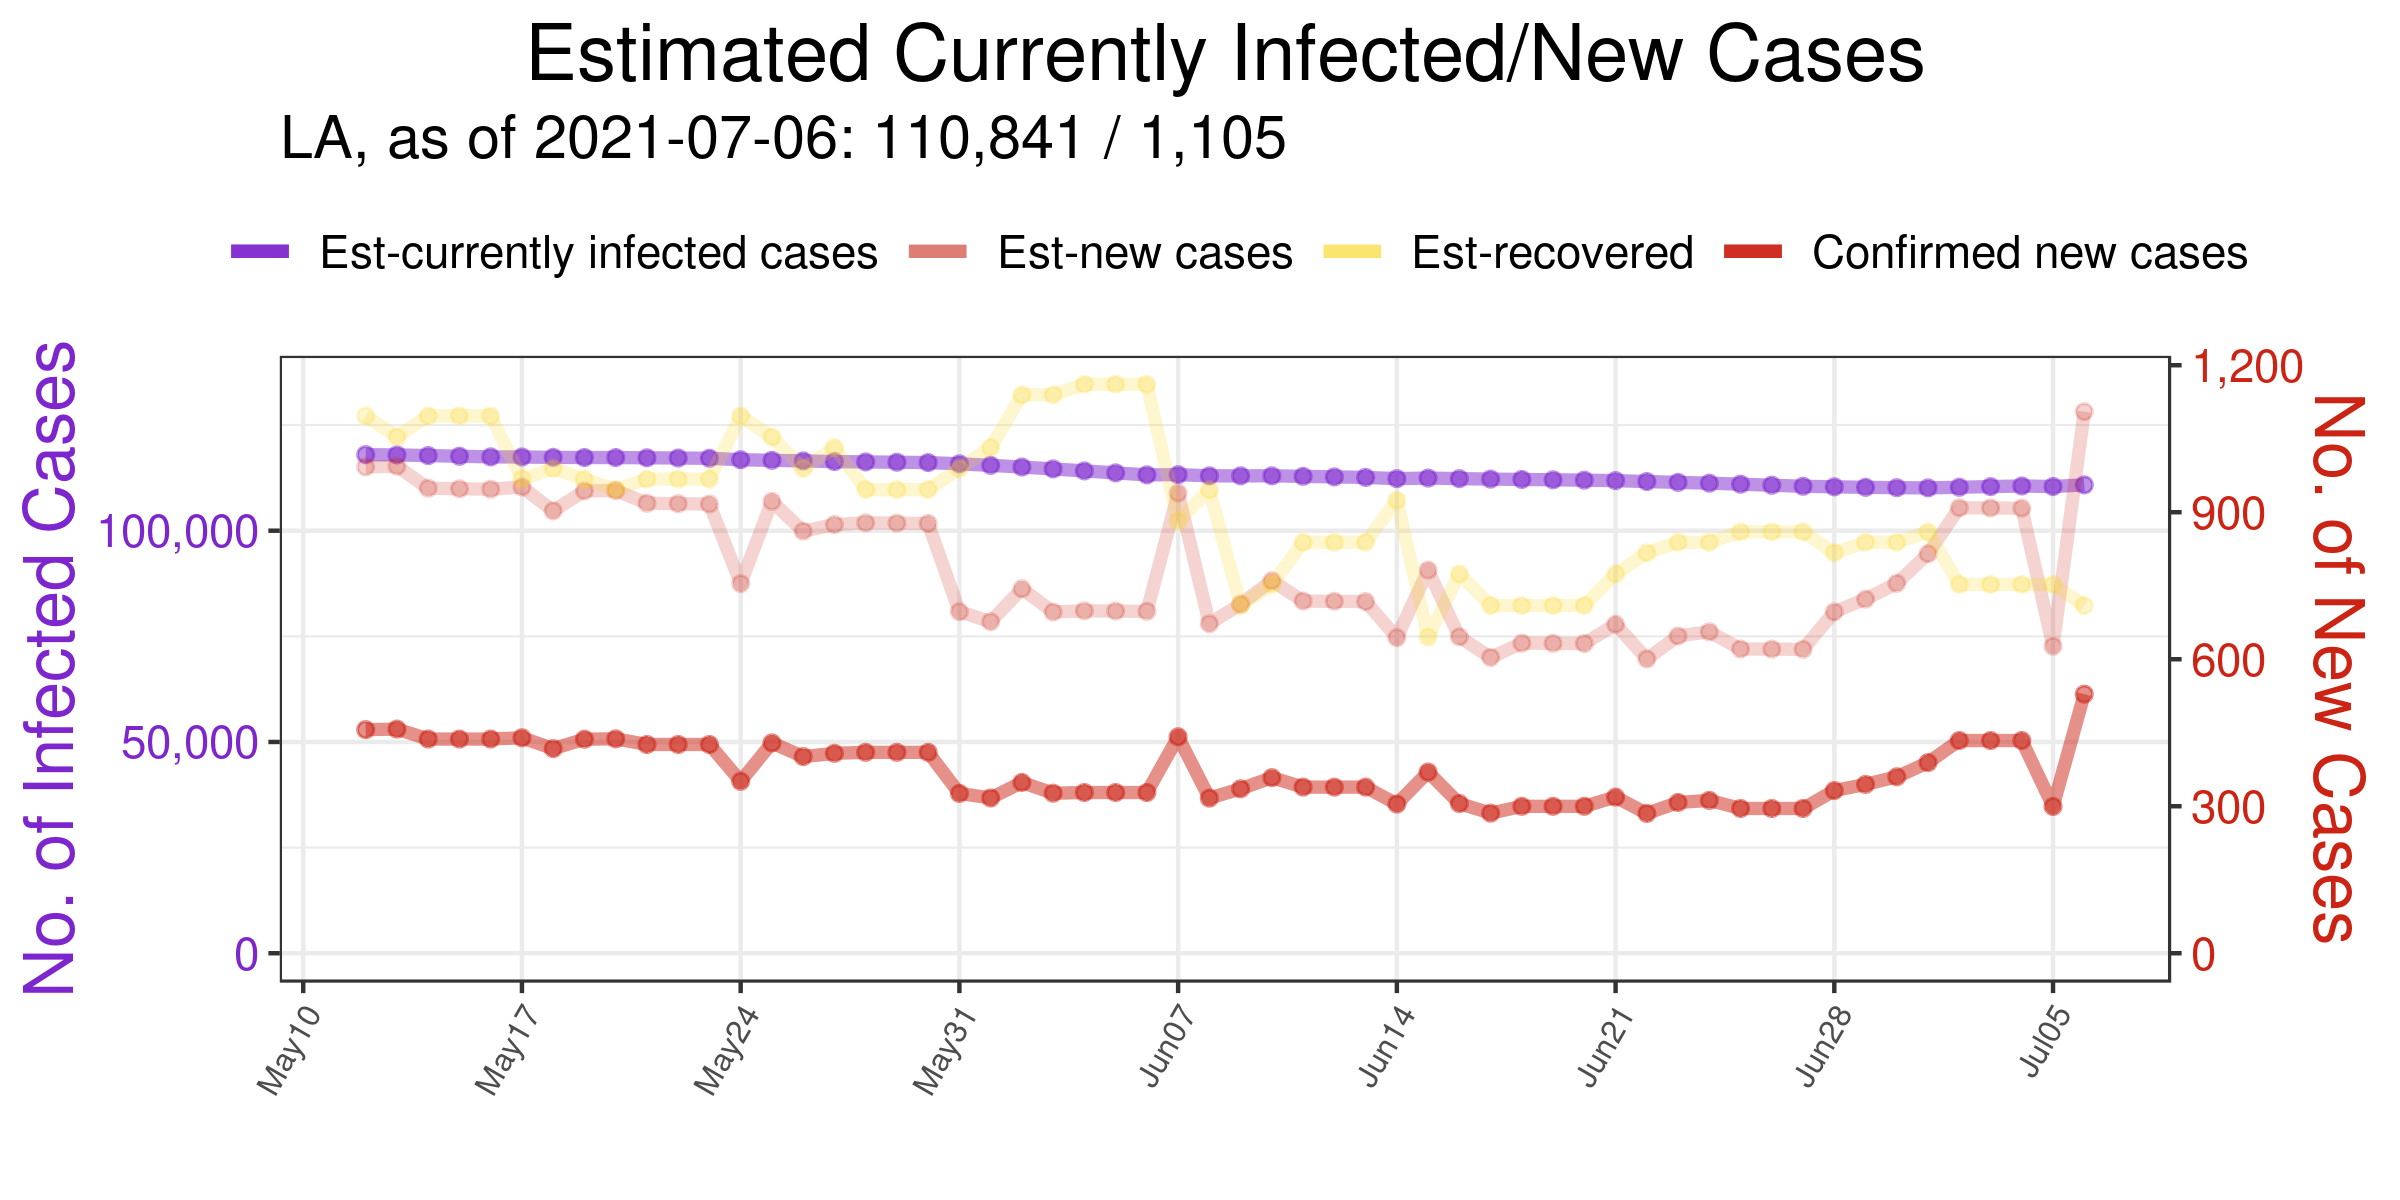 Estimated Currently Infected/New Cases
LA, as of 2021-07-06: 110,841 / 1,105
Est-currently infected cases Est-new cases Est-recovered Confirmed new cases
No. of Infected Cases
100,000
50,000
0
1,200
900
600
300
0
No. of New Cases
May10 May17 May24 May31 Jun07 Jun14 Jun21 Jun28 Jul05